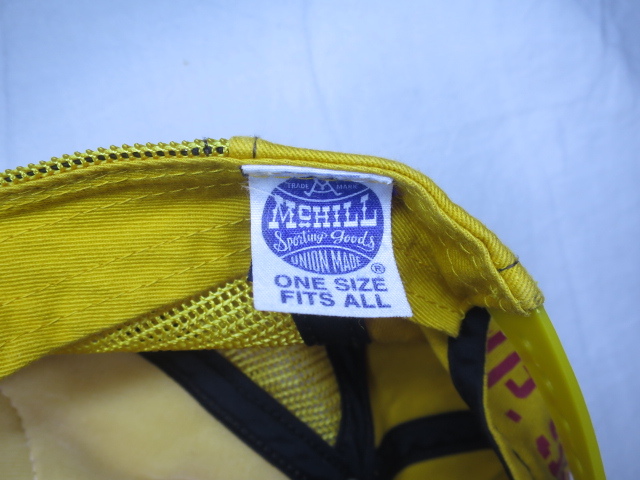 TRADE MARK
McHILL
Sporting Goods
UNION MADE
®
ONE SIZE
FITS ALL